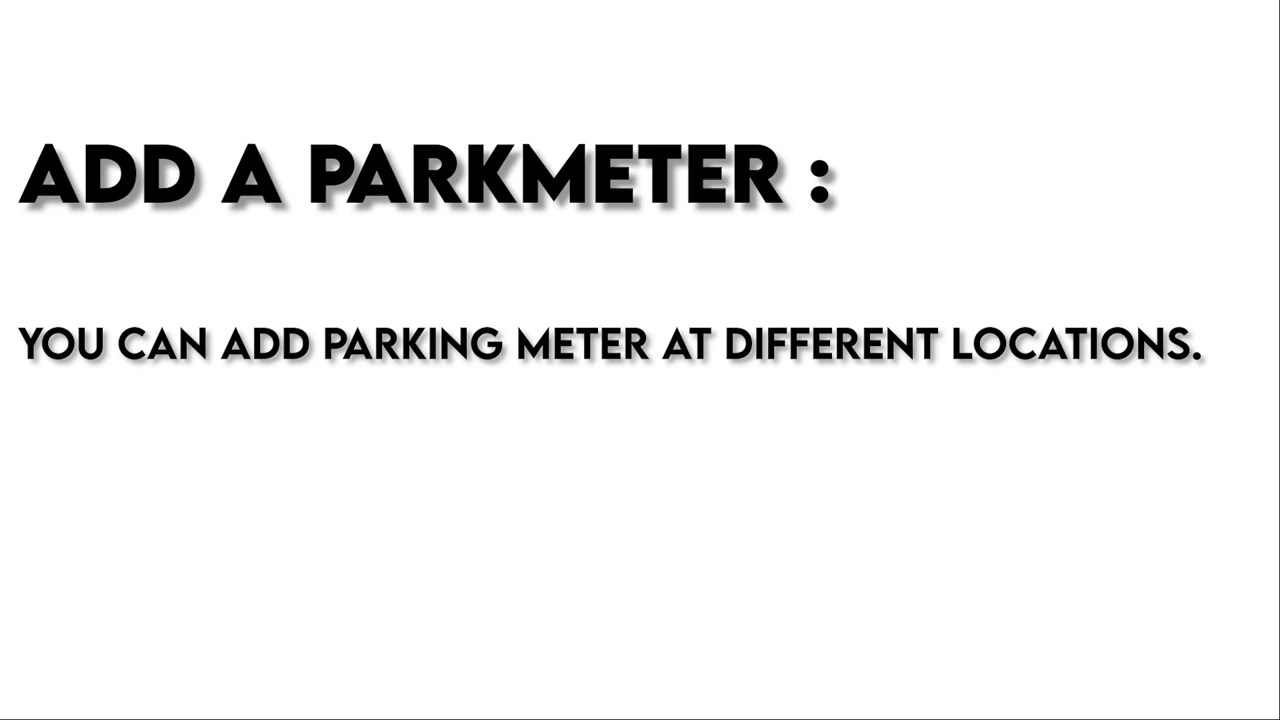 ADD A PARKMETER :
YOU CAN ADD PARKING METER AT DIFFERENT LOCATIONS.